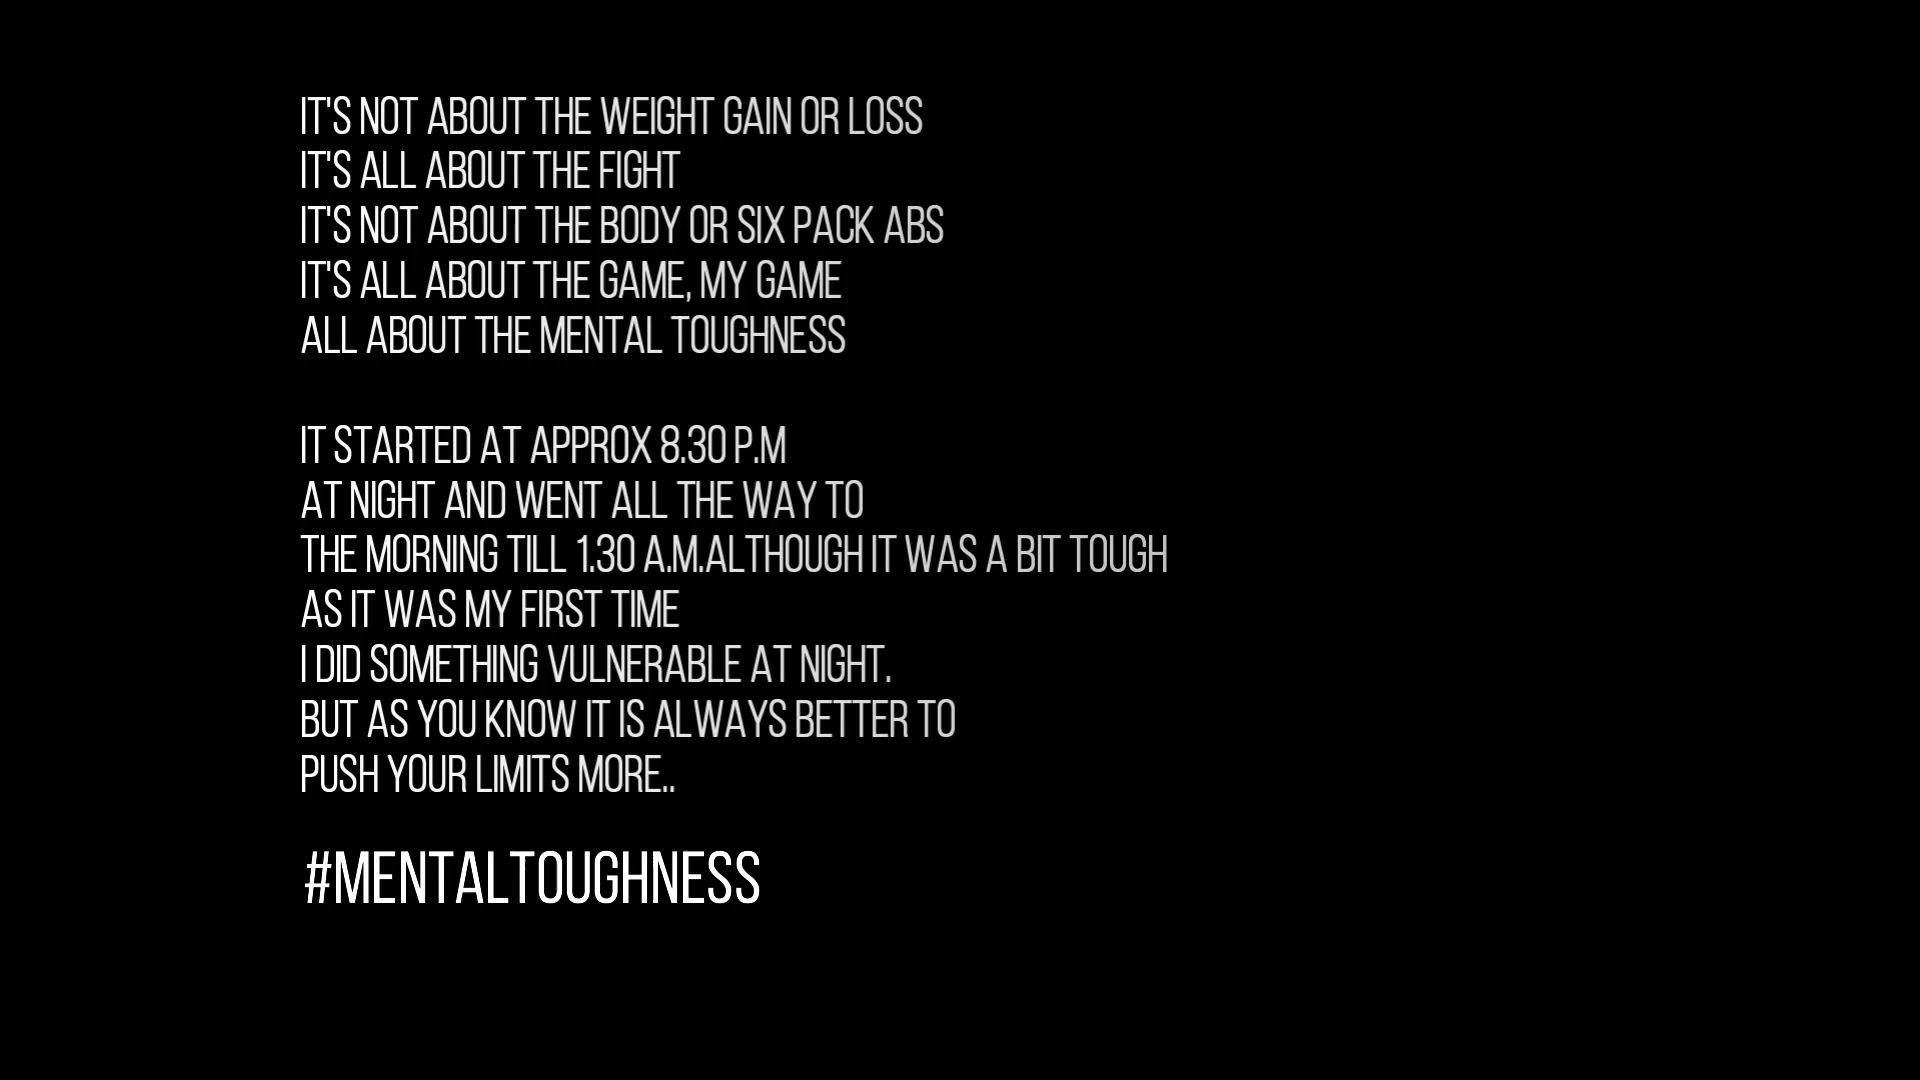 IT'S NOT ABOUT THE WEIGHT GAIN OR LOSS
IT'S ALL ABOUT THE FIGHT
IT'S NOT ABOUT THE BODY OR SIX PACK ABS
IT'S ALL ABOUT THE GAME, MY GAME
ALL ABOUT THE MENTAL TOUGHNESS
IT STARTED AT APPROX 8.30 P.M
AT NIGHT AND WENT ALL THE WAY TO
THE MORNING TILL 1.30 A.M.ALTHOUGH IT WAS A BIT TOUGH
AS IT WAS MY FIRST TIME
I DID SOMETHING VULNERABLE AT NIGHT.
BUT AS YOU KNOW IT IS ALWAYS BETTER TO
PUSH YOUR LIMITS MORE..
#MENTALTOUGHNESS